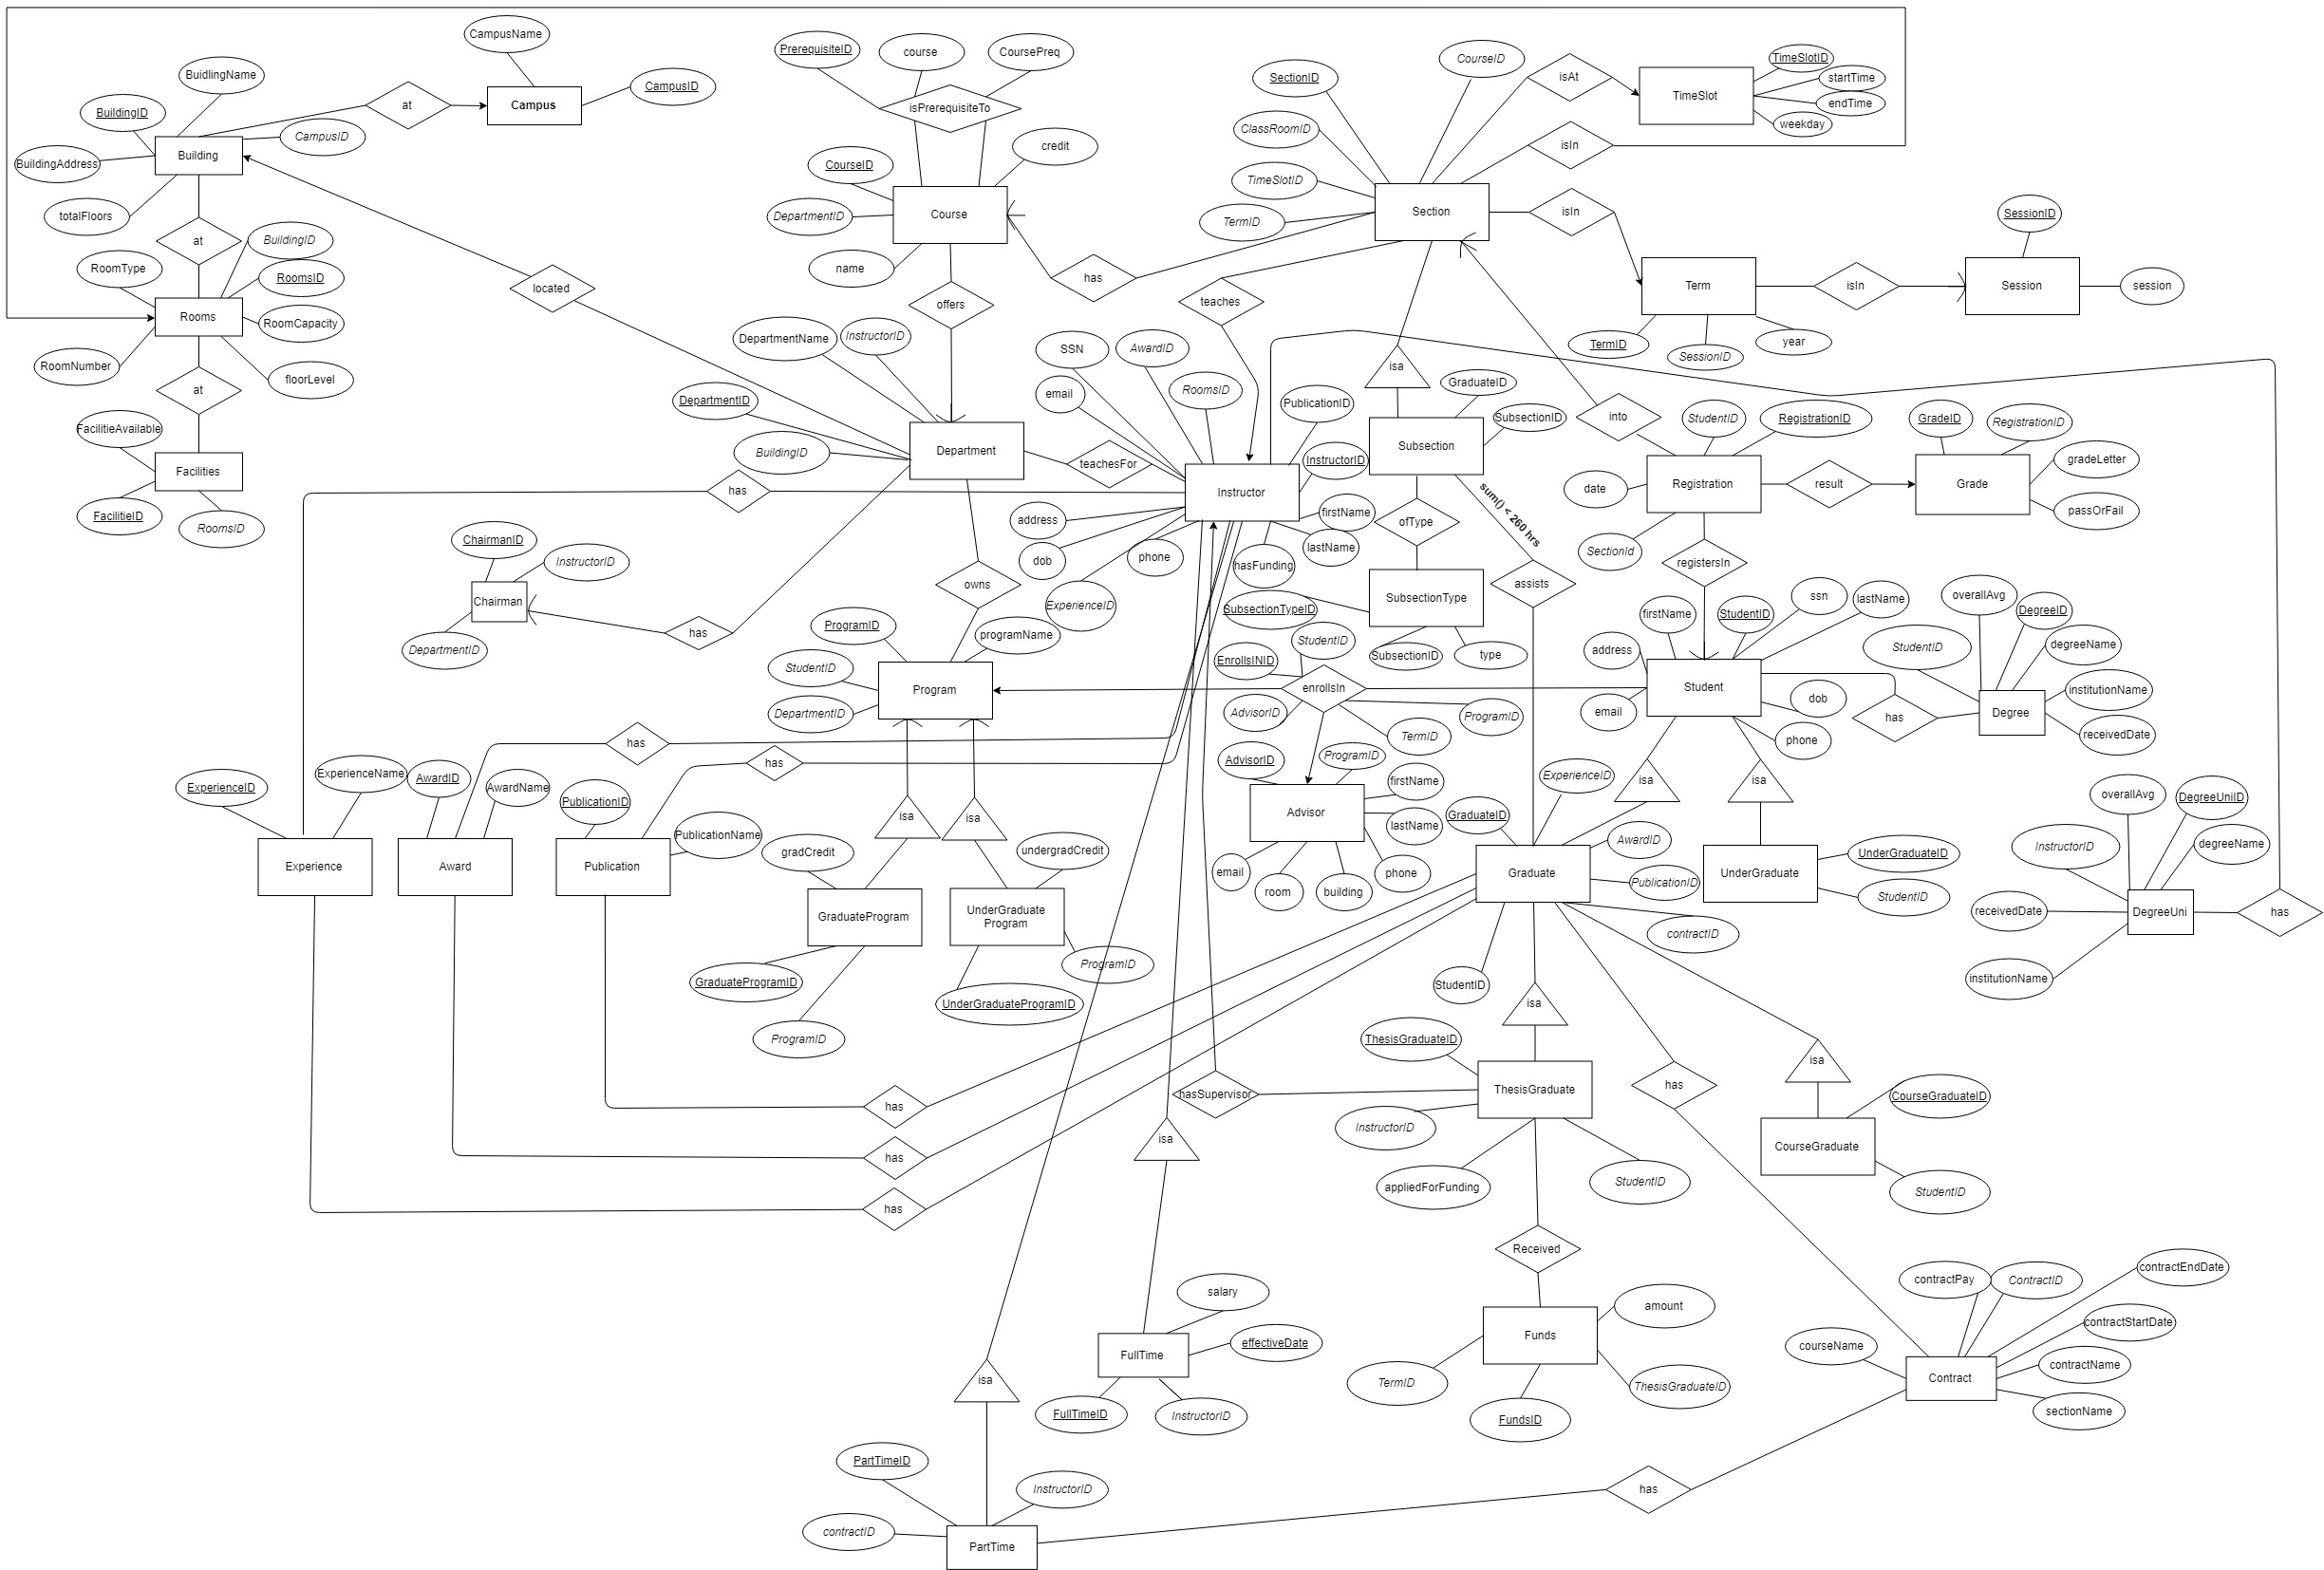 CampusName
BuidlingName
CampusID
at
Campus
BuildingID
CampusID
BuildingAddress
Building
totalFloors
at
BuildingID
RoomType
RoomsID
Rooms
RoomCapacity
RoomNumber
floorLevel
at
FacilitieAvailable
Facilities
FacilitieID
RoomsID
located
PrerequisiteID
course
CoursePreq
isPrerequisiteTo
credit
CourseID
DepartmentID
Course
name
has
offers
DepartmentName
InstructorID
DepartmentID
Department
BuildingID
teachesFor
has
ChairmanID
InstructorID
Chairman
DepartmentID
has
owns
ProgramID
programName
StudentID
Program
DepartmentID
SectionID
CourseID
isAt
TimeSlotID
startTime
endTime
weekday
TimeSlot
ClassRoomID
isIn
TimeSlotID
TermID
Section
isIn
SessionID
Term
isIn
Session
session
TermID
SessionID
year
teaches
isa
SSN
AwardID
email
RoomsID
PublicationID
InstructorID
Instructor
firstName
lastName
address
dob
phone
hasFunding
ExperienceID
GraduateID
SubsectionID
Subsection
sum() < 260 hrs
ofType
SubsectionType
SubsectionTypeID
SubsectionID
type
assists
into
StudentID
RegistrationID
date
Registration
SectionId
result
GradeID
RegistrationID
gradeLetter
Grade
passOrFail
registersIn
firstName
StudentID
ssn
lastName
address
Student
email
dob
phone
has
overallAvg
DegreeID
StudentID
degreeName
institutionName
Degree
receivedDate
StudentID
EnrollsINID
enrollsIn
AdvisorID
ProgramID
TermID
AdvisorID
ProgramID
firstName
Advisor
lastName
email
room
building
phone
has
has
ExperienceID
ExperienceName
AwardID
AwardName
PublicationID
PublicationName
Experience
Award
Publication
isa
isa
gradCredit
undergradCredit
GraduateProgram
UnderGraduate
Program
GraduateProgramID
ProgramID
UnderGraduateProgramID
ProgramID
isa
isa
ExperienceID
GraduateID
AwardID
Graduate
PublicationID
contractID
StudentID
UnderGraduateID
UnderGraduate
StudentID
overallAvg
DegreeUniID
InstructorID
degreeName
receivedDate
DegreeUni
has
institutionName
isa
ThesisGraduateID
ThesisGraduate
hasSupervisor
InstructorID
appliedForFunding
StudentID
has
isa
CourseGraduateID
CourseGraduate
StudentID
has
has
has
isa
Received
amount
Funds
TermID
ThesisGraduateID
FundsID
salary
effectiveDate
FullTime
FullTimeID
InstructorID
isa
contractPay
ContractID
contractEndDate
contractStartDate
courseName
contractName
Contract
sectionName
PartTimeID
InstructorID
contractID
PartTime
has